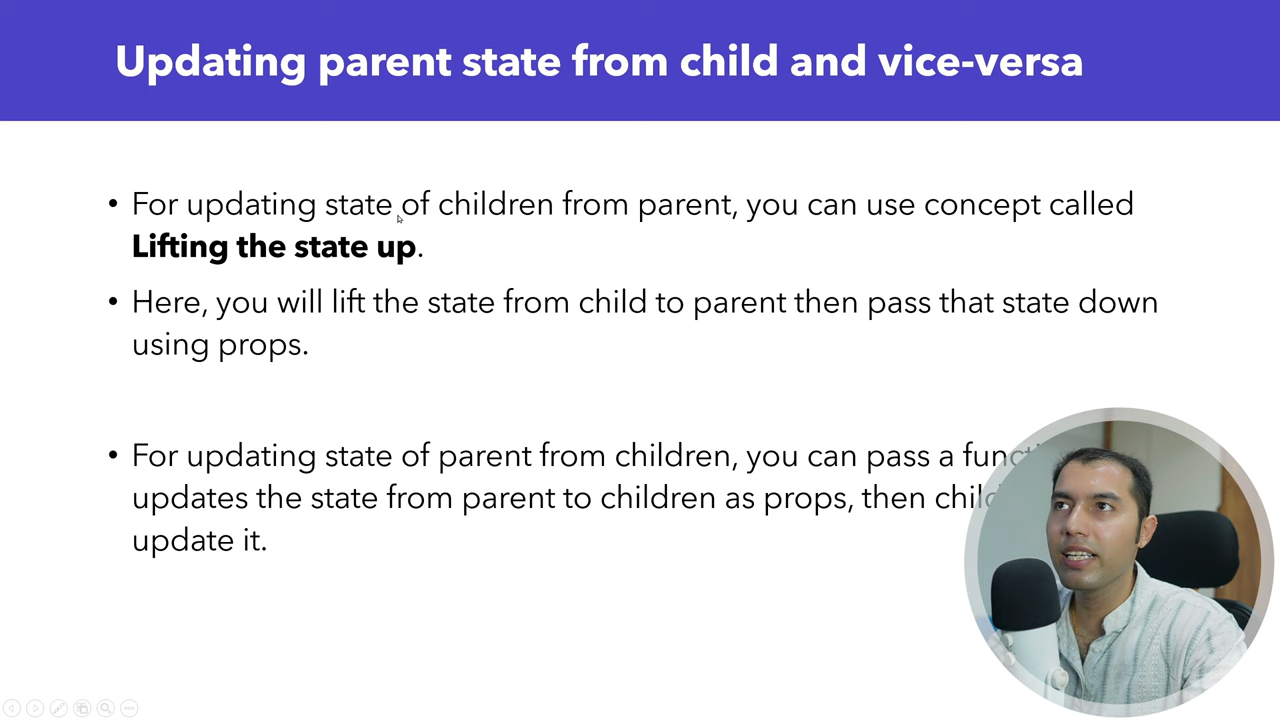 Updating parent state from child and vice-versa
• For updating state of children from parent, you can use concept called
Lifting the state up.
• Here, you will lift the state from child to parent then pass that state down
using props.
• For updating state of parent from children, you can pass a
updates the state from parent to children as props, then
update it.